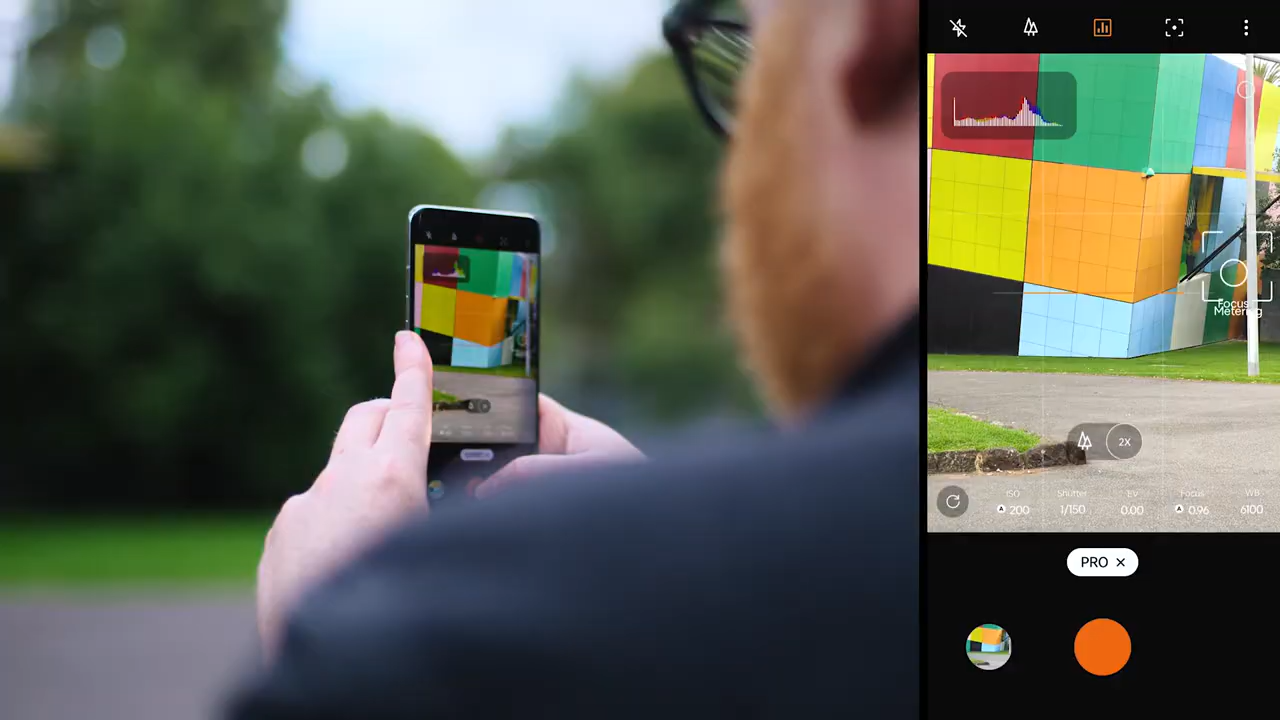 Focus
Metering
2X
ISO Shutter EV Focus WB
A 200 1/150 0.00 A 0.96 6100
PRO ×